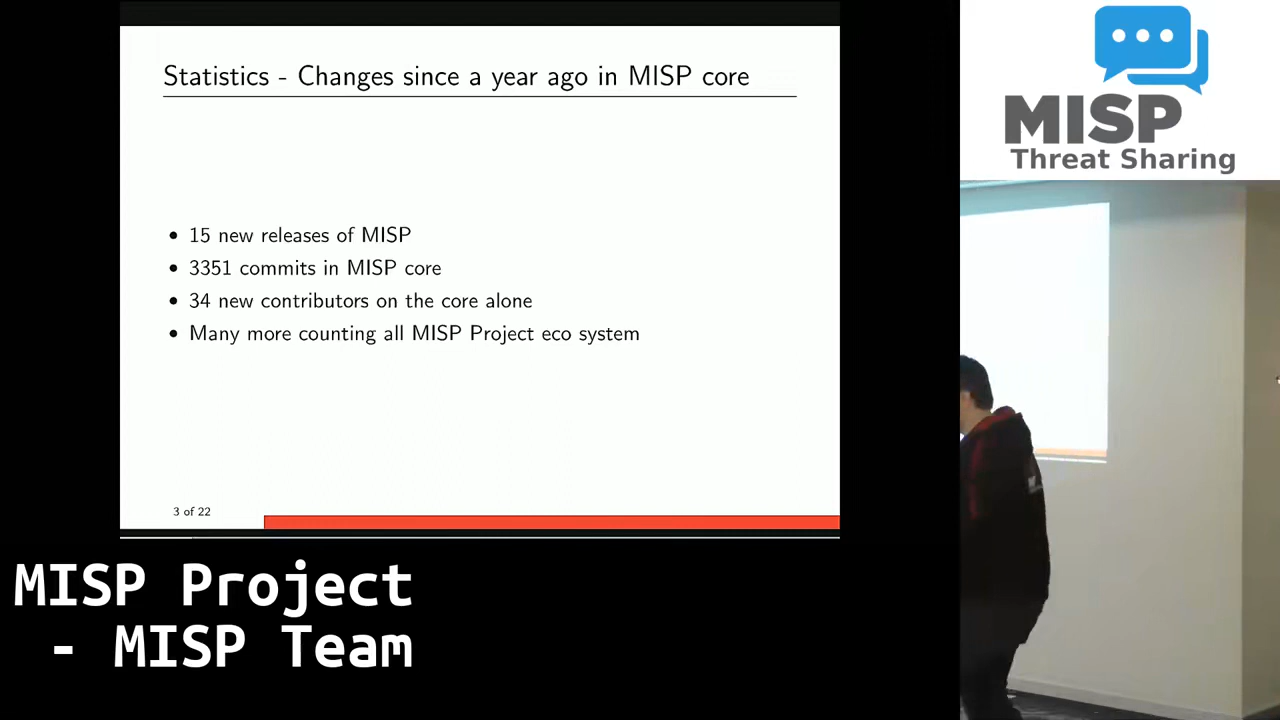 Statistics - Changes since a year ago in MISP core
15 new releases of MISP
3351 commits in MISP core
34 new contributors on the core alone
Many more counting all MISP Project eco system
3 of 22
MISP
Threat Sharing
MISP Project
- MISP Team